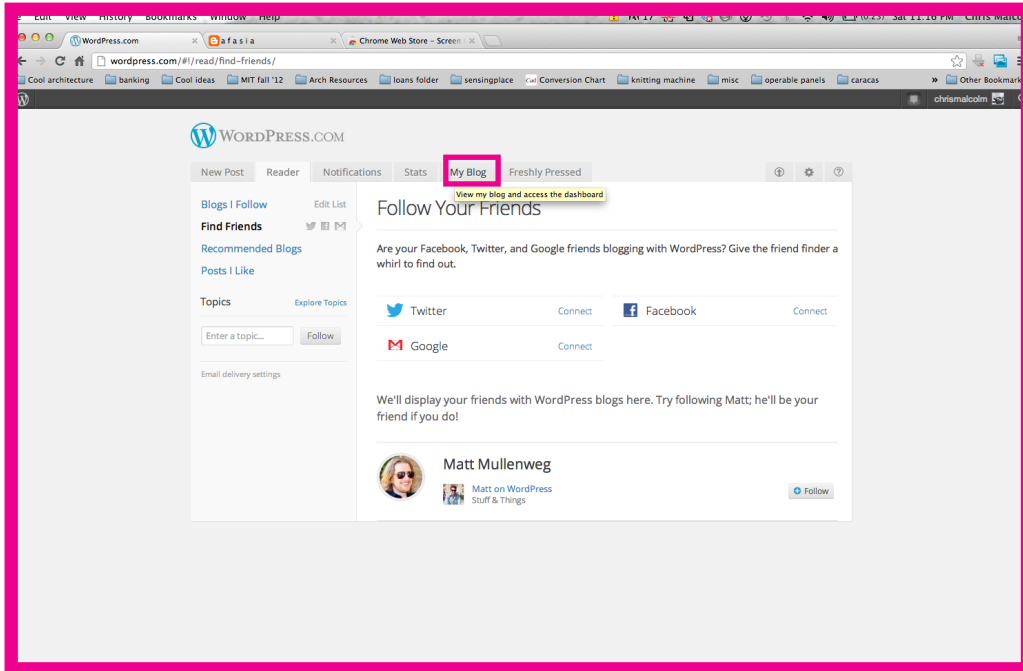 Edit View History Bookmarks Window Help
(0:23) Sat 11:16 PM Chris Malco
WordPress.com
a f a s i a
Chrome Web Store - Screen
wordpress.com/#!/read/find-friends/
Cool architecture banking Cool ideas MIT fall '12 Arch Resources loans folder sensingplace Cad Conversion Chart knitting machine misc operable panels caracas » Other Bookmark
chrismalcolm
WORDPRESS.COM
New Post Reader Notifications Stats My Blog Freshly Pressed
View my blog and access the dashboard
Blogs I Follow Edit List
Find Friends
Recommended Blogs
Posts I Like
Topics Explore Topics
Enter a topic... Follow
Email delivery settings
Follow Your Friends
Are your Facebook, Twitter, and Google friends blogging with WordPress? Give the friend finder a
whirl to find out.
Twitter Connect
Facebook Connect
Google Connect
We'll display your friends with WordPress blogs here. Try following Matt; he'll be your
friend if you do!
Matt Mullenweg
Matt on WordPress
Stuff & Things
Follow